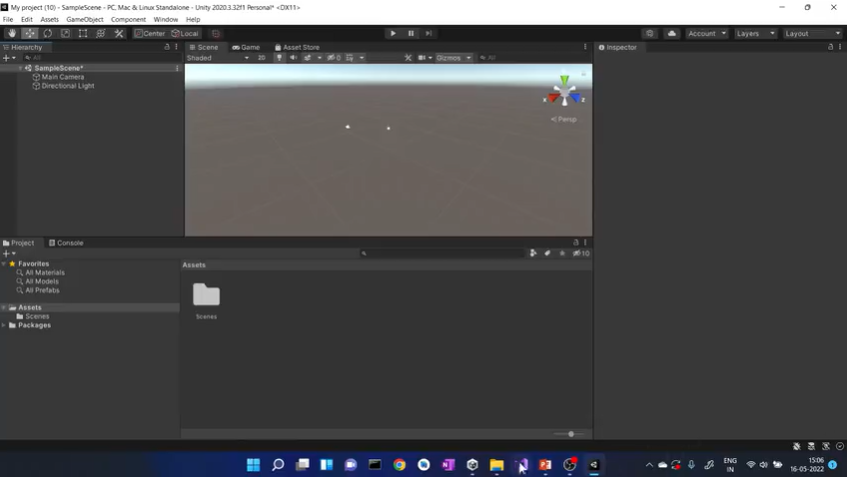 My project (10) - SampleScene - PC, Mac & Linux Standalone - Unity 2020.3.32f1 Personal* <DX11>
File Edit Assets GameObject Component Window Help
Center Local Account Layers Layout
Hierarchy
All
SampleScene*
Main Camera
Directional Light
Scene Game Asset Store
Shaded 2D 0 Gizmos All
x z
Persp
Inspector
Project Console
10
Favorites
All Materials
All Models
All Prefabs
Assets
Scenes
Packages
Assets
Scenes
ENG
IN
15:06
16-05-2022